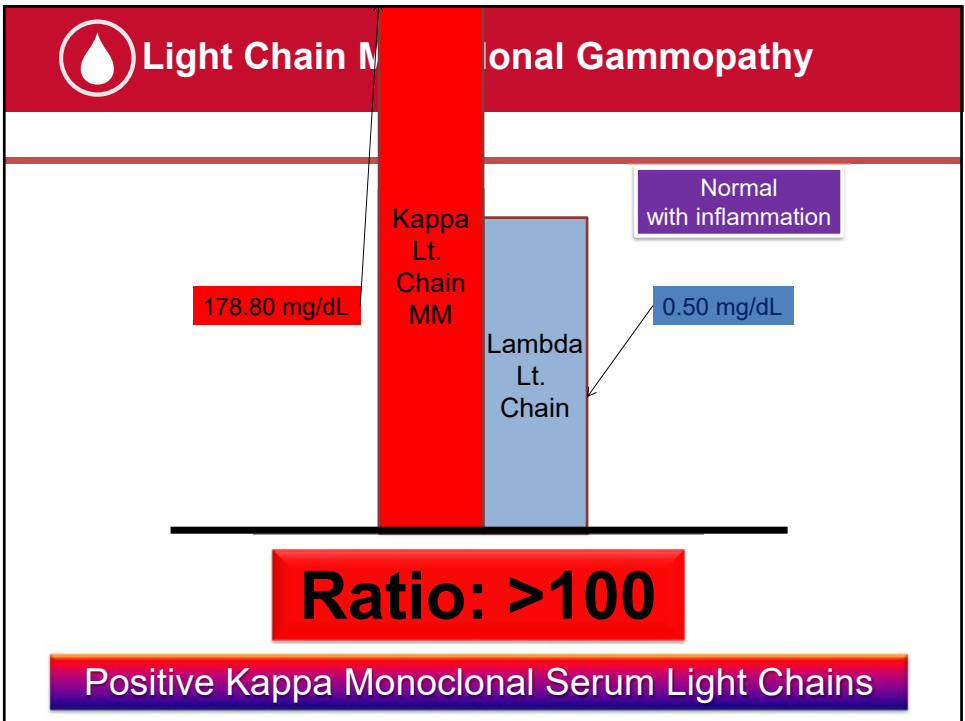 Light Chain M onal Gammopathy
Normal
with inflammation
Kappa
Lt.
Chain
MM
178.80 mg/dL
0.50 mg/dL
Lambda
Lt.
Chain
Ratio: >100
Positive Kappa Monoclonal Serum Light Chains